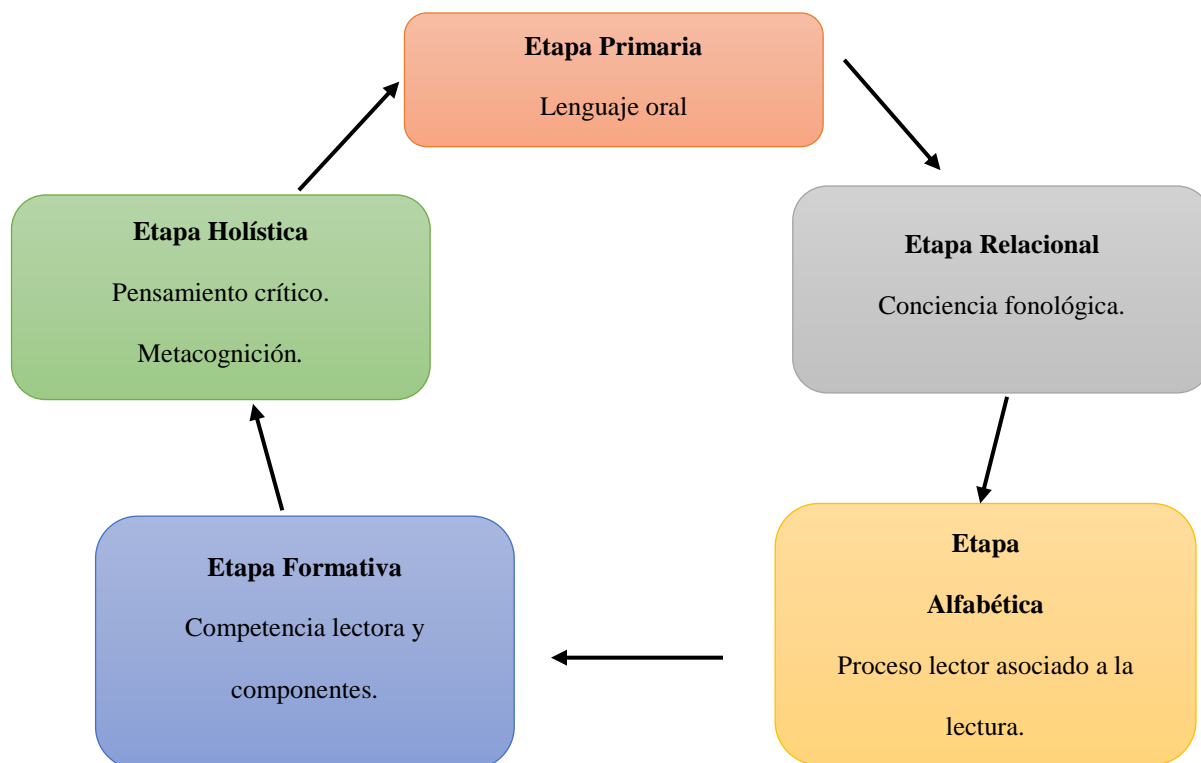 Etapa Primaria
Lenguaje oral
Etapa Relacional
Conciencia fonológica.
Etapa
Alfabética
Proceso lector asociado a la
lectura.
Etapa Formativa
Competencia lectora y
componentes.
Etapa Holística
Pensamiento crítico.
Metacognición.